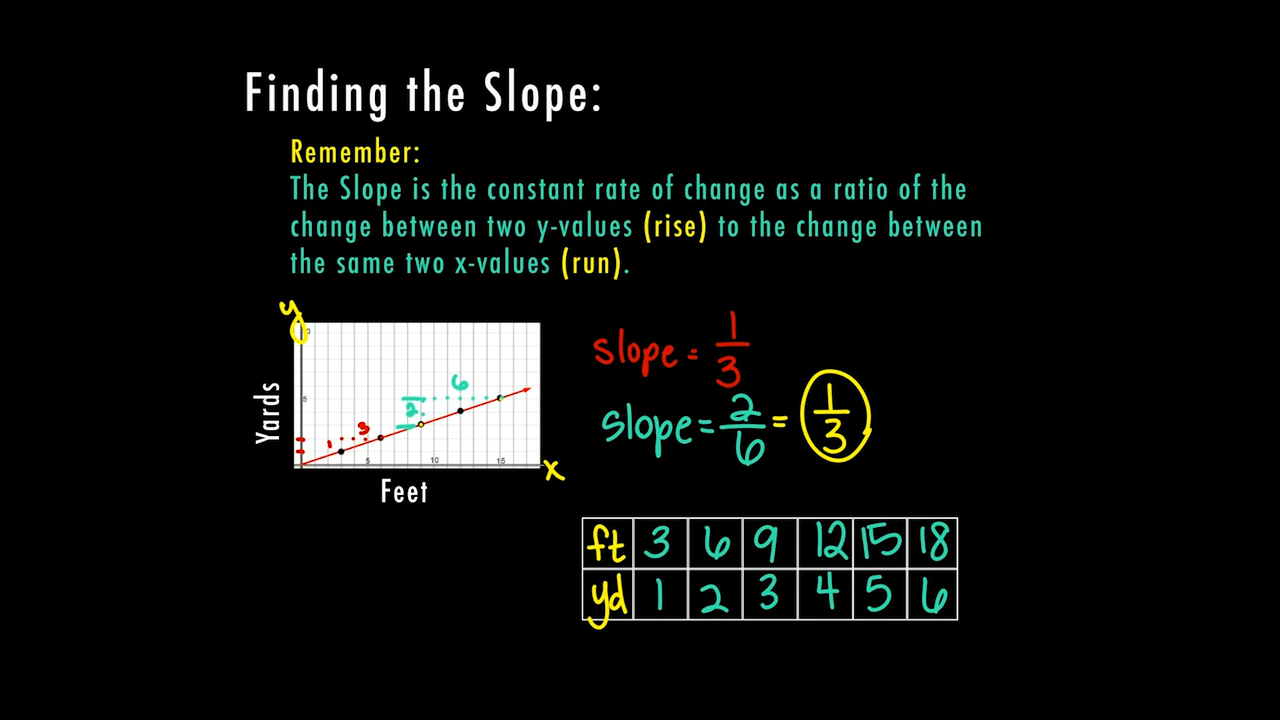 Finding the Slope:
Remember:
The Slope is the constant rate of change as a ratio of the
change between two y-values (rise) to the change between
the same two x-values (run).
y
Yards
5
6
2
3
1
5 10 15
x
Feet
slope = 1/3
slope = 2/6 = 1/3
ft 3 6 9 12 15 18
yd 1 2 3 4 5 6